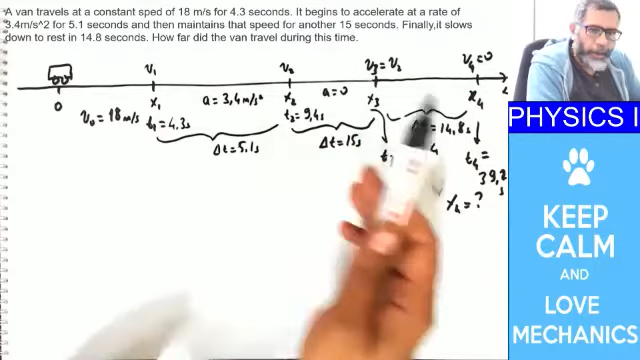 A van travels at a constant sped of 18 m/s for 4.3 seconds. It begins to accelerate at a rate of
3.4m/s^2 for 5.1 seconds and then maintains that speed for another 15 seconds. Finally,it slows
down to rest in 14.8 seconds. How far did the van travel during this time.
V₁ V₂ V₃ = V₂ V₄ = 0
0 x₁ a = 3,4 m/s² x₂ a = 0 x₃ x₄
V₀ = 18 m/s t₁ = 4.3s t₂ = 9,4s = 14,8s
Δt = 5.1s Δt = 15s t₄ =
39,2
s
x₄ = ?
PHYSICS I
KEEP
CALM
AND
LOVE
MECHANICS